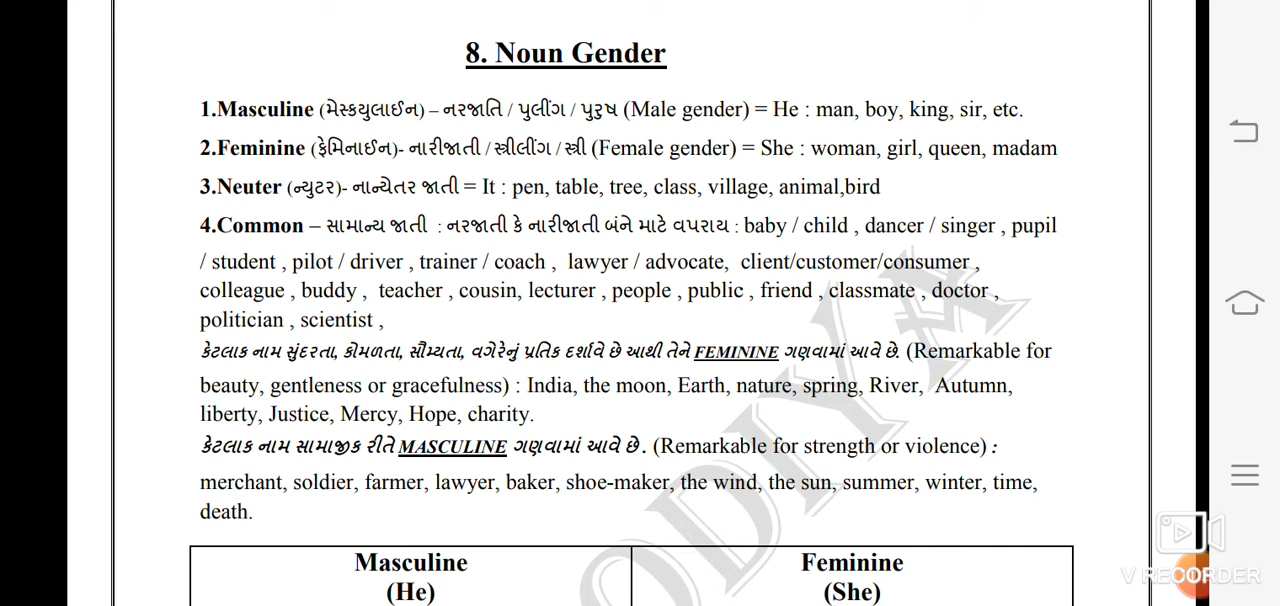 8. Noun Gender
1.Masculine (મેસ્ક્યુલાઈન) – નરજાતિ / પુલીંગ / પુરુષ (Male gender) = He : man, boy, king, sir, etc.
2.Feminine (ફેમિનાઈન)- નારીજાતી / સ્ત્રીલીંગ / સ્ત્રી (Female gender) = She : woman, girl, queen, madam
3.Neuter (ન્યુટર)- નાન્યેતર જાતી = It : pen, table, tree, class, village, animal,bird
4.Common – સામાન્ય જાતી : નરજાતી કે નારીજાતી બંને માટે વપરાય : baby / child , dancer / singer , pupil
/ student , pilot / driver , trainer / coach , lawyer / advocate, client/customer/consumer ,
colleague , buddy , teacher , cousin, lecturer , people , public , friend , classmate , doctor ,
politician , scientist ,
કેટલાક નામ સુંદરતા, કોમળતા, સૌમ્યતા, વગેરેનું પ્રતિક દર્શાવે છે આથી તેને FEMININE ગણવામાં આવે છે. (Remarkable for
beauty, gentleness or gracefulness) : India, the moon, Earth, nature, spring, River, Autumn,
liberty, Justice, Mercy, Hope, charity.
કેટલાક નામ સામાજીક રીતે MASCULINE ગણવામાં આવે છે. (Remarkable for strength or violence) :
merchant, soldier, farmer, lawyer, baker, shoe-maker, the wind, the sun, summer, winter, time,
death.
Masculine Feminine
(He) (She)
V RECORDER